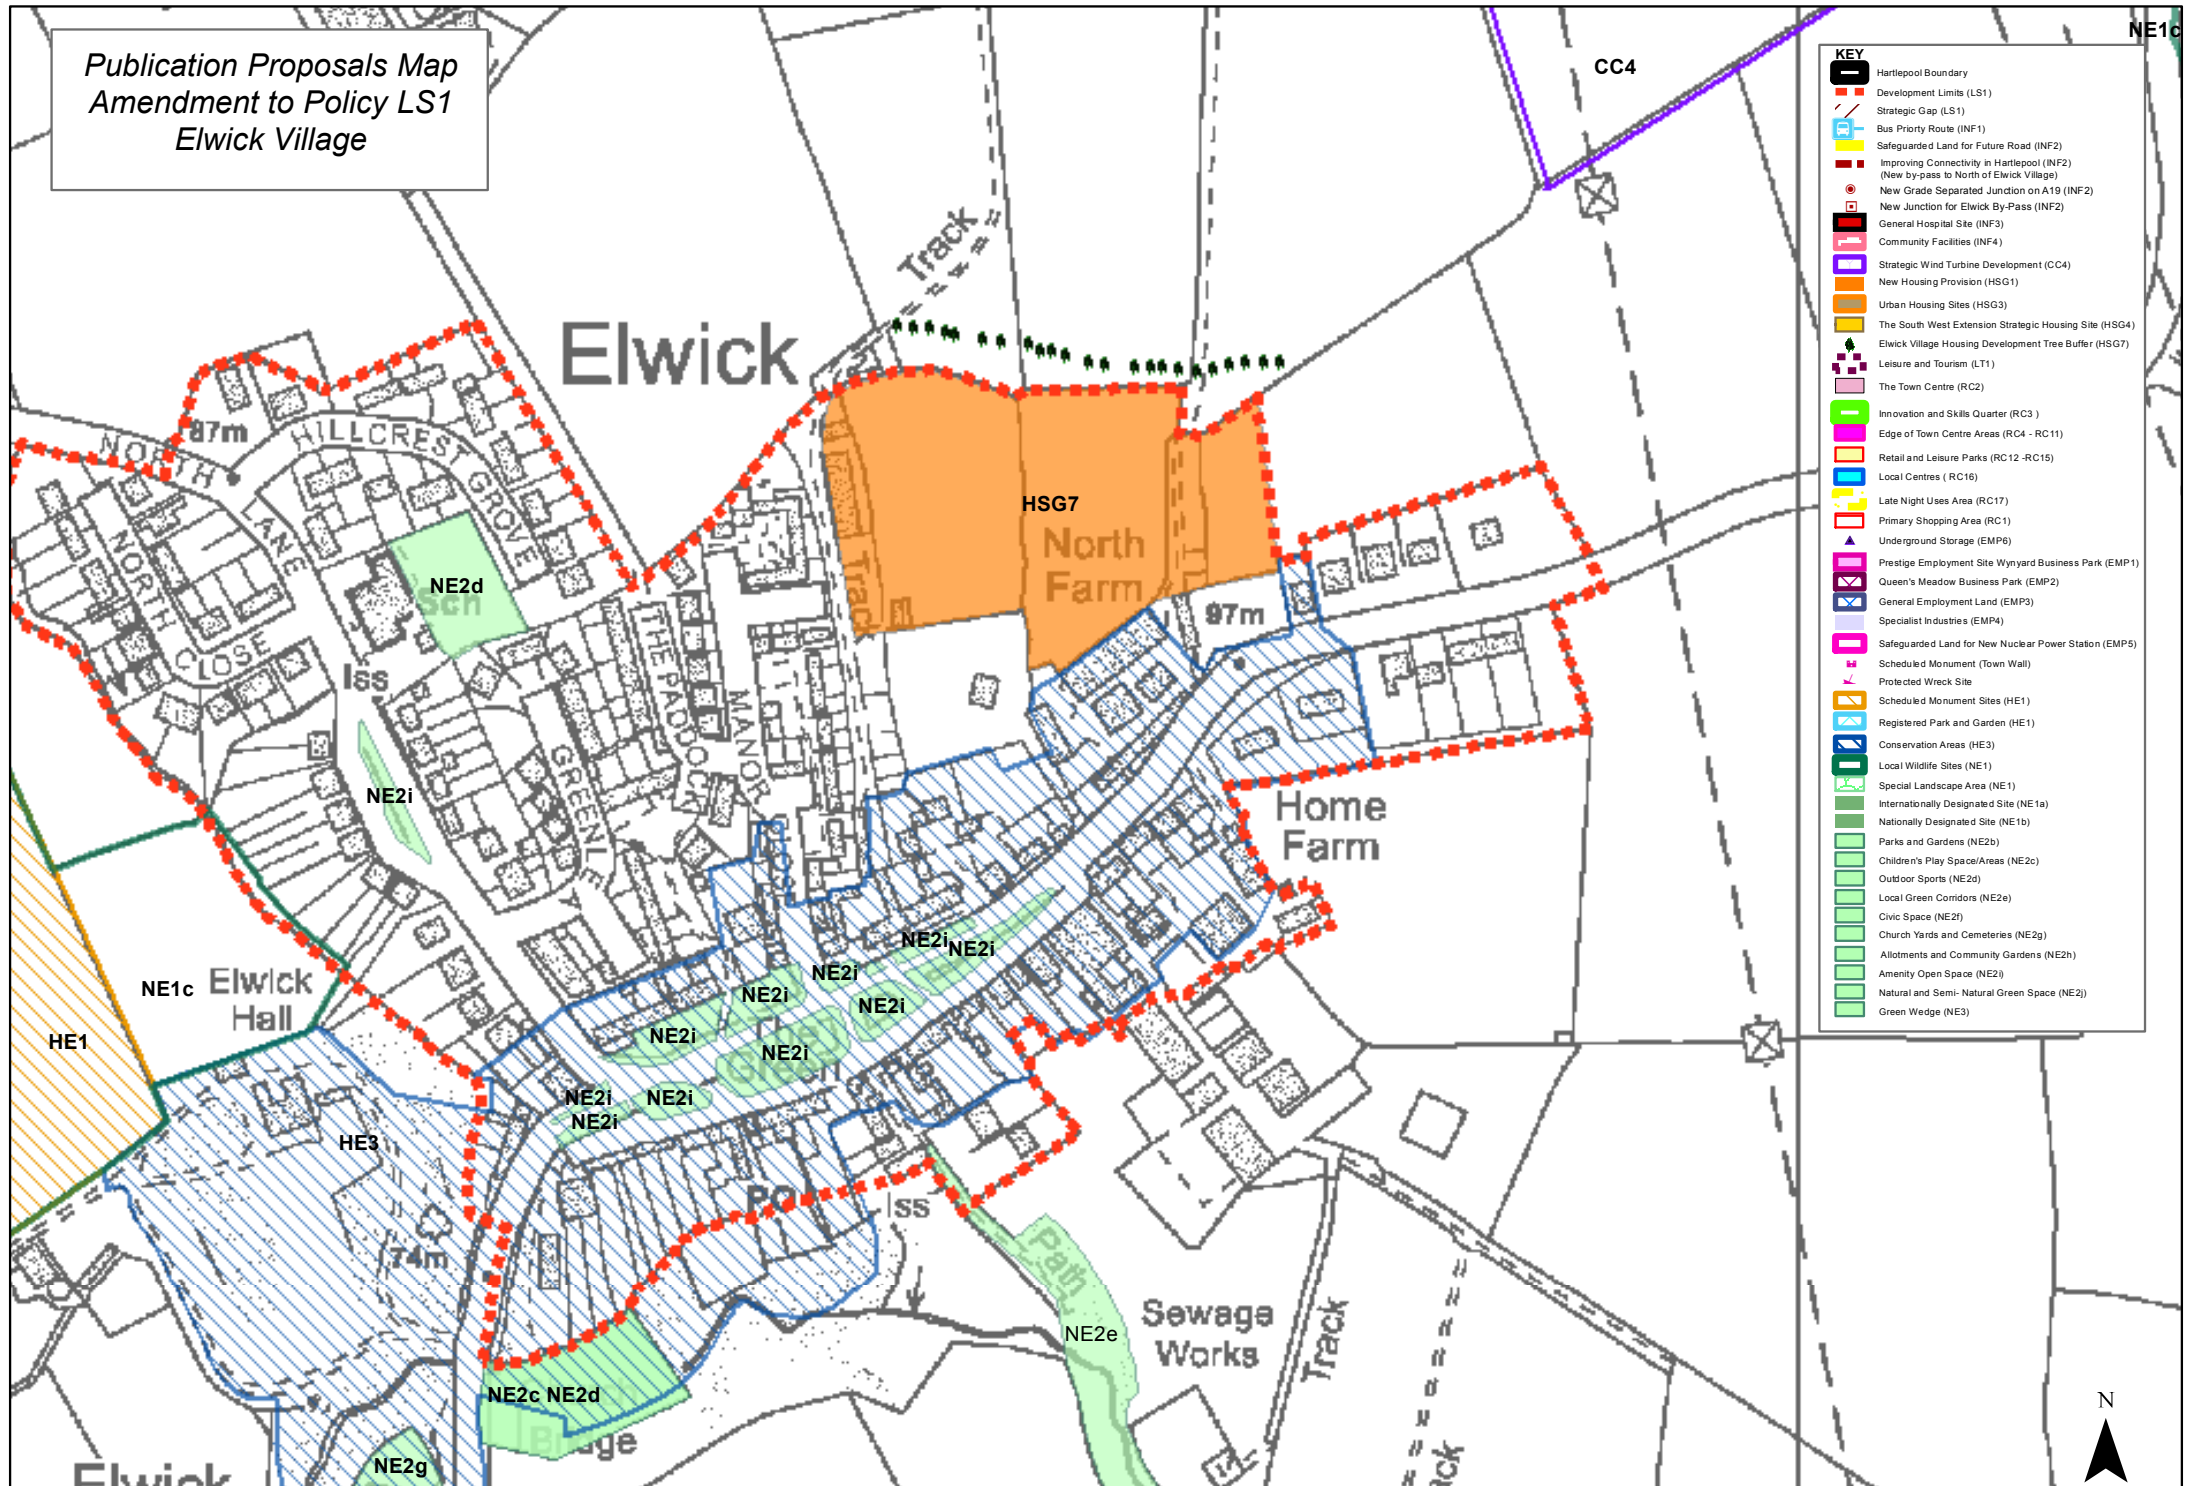 Publication Proposals Map
Amendment to Policy LS1
Elwick Village
CC4
NE1c
KEY
Hartlepool Boundary
Development Limits (LS1)
Strategic Gap (LS1)
Bus Priorty Route (INF1)
Safeguarded Land for Future Road (INF2)
Improving Connectivity in Hartlepool (INF2)
(New by-pass to North of Elwick Village)
New Grade Separated Junction on A19 (INF2)
New Junction for Elwick By-Pass (INF2)
General Hospital Site (INF3)
Community Facilities (INF4)
Strategic Wind Turbine Development (CC4)
New Housing Provision (HSG1)
Urban Housing Sites (HSG3)
The South West Extension Strategic Housing Site (HSG4)
Elwick Village Housing Development Tree Buffer (HSG7)
Leisure and Tourism (LT1)
The Town Centre (RC2)
Innovation and Skills Quarter (RC3 )
Edge of Town Centre Areas (RC4 - RC11)
Retail and Leisure Parks (RC12 -RC15)
Local Centres ( RC16)
Late Night Uses Area (RC17)
Primary Shopping Area (RC1)
Underground Storage (EMP6)
Prestige Employment Site Wynyard Business Park (EMP1)
Queen's Meadow Business Park (EMP2)
General Employment Land (EMP3)
Specialist Industries (EMP4)
Safeguarded Land for New Nuclear Power Station (EMP5)
Scheduled Monument (Town Wall)
Protected Wreck Site
Scheduled Monument Sites (HE1)
Registered Park and Garden (HE1)
Conservation Areas (HE3)
Local Wildlife Sites (NE1)
Special Landscape Area (NE1)
Internationally Designated Site (NE1a)
Nationally Designated Site (NE1b)
Parks and Gardens (NE2b)
Children's Play Space/Areas (NE2c)
Outdoor Sports (NE2d)
Local Green Corridors (NE2e)
Civic Space (NE2f)
Church Yards and Cemeteries (NE2g)
Allotments and Community Gardens (NE2h)
Amenity Open Space (NE2i)
Natural and Semi- Natural Green Space (NE2j)
Green Wedge (NE3)
Track
Elwick
87m
NORTH
LANE
HILLCREST GROVE
NORTH
CLOSE
HSG7
North
Farm
Track
NE2d
Sch
97m
Iss
THE PADDOCK
MANOR
GREENLEA
NE2i
Home
Farm
NE2i
NE2i
NE2i
NE1c
Elwick
Hall
NE2i
NE2i
NE2i
The
Green
NE2i
HE1
NE2i
NE2i
NE2i
HE3
PO
Iss
74m
Path
NE2e
Sewage
Works
Track
NE2c NE2d
Bridge
NE2g
Elwick
N